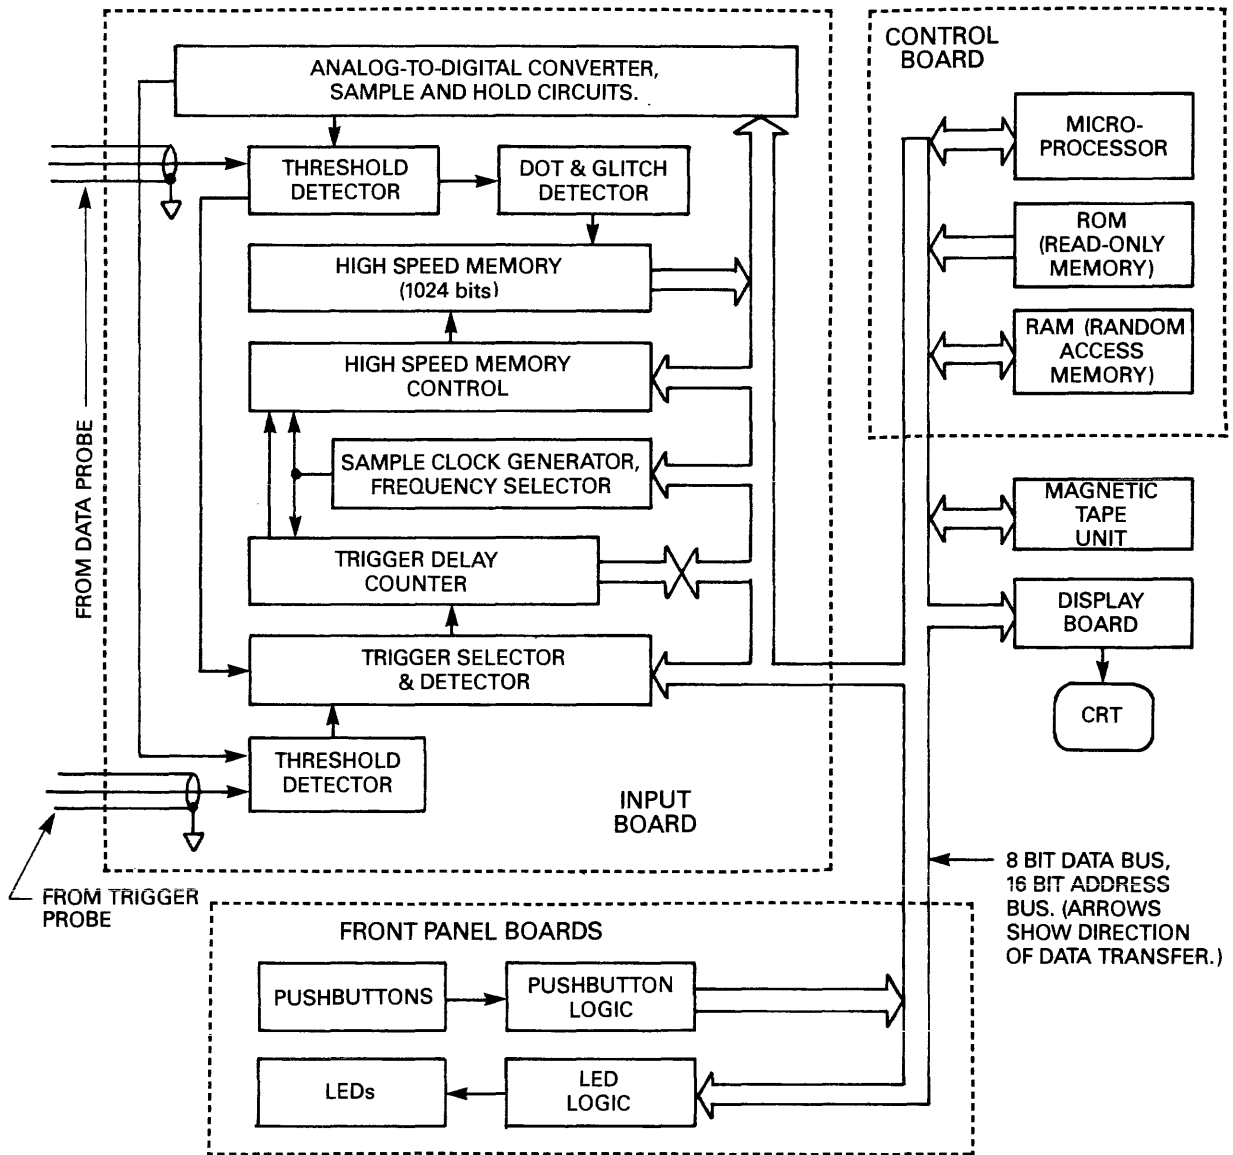 CONTROL
BOARD
ANALOG-TO-DIGITAL CONVERTER,
SAMPLE AND HOLD CIRCUITS.
MICRO-
PROCESSOR
THRESHOLD
DETECTOR
DOT & GLITCH
DETECTOR
ROM
(READ-ONLY
MEMORY)
HIGH SPEED MEMORY
(1024 bits)
RAM (RANDOM
ACCESS
MEMORY)
HIGH SPEED MEMORY
CONTROL
FROM DATA PROBE
SAMPLE CLOCK GENERATOR,
FREQUENCY SELECTOR
MAGNETIC
TAPE
UNIT
TRIGGER DELAY
COUNTER
DISPLAY
BOARD
TRIGGER SELECTOR
& DETECTOR
CRT
THRESHOLD
DETECTOR
INPUT
BOARD
FROM TRIGGER
PROBE
8 BIT DATA BUS,
16 BIT ADDRESS
BUS. (ARROWS
SHOW DIRECTION
OF DATA TRANSFER.)
FRONT PANEL BOARDS
PUSHBUTTONS
PUSHBUTTON
LOGIC
LEDs
LED
LOGIC